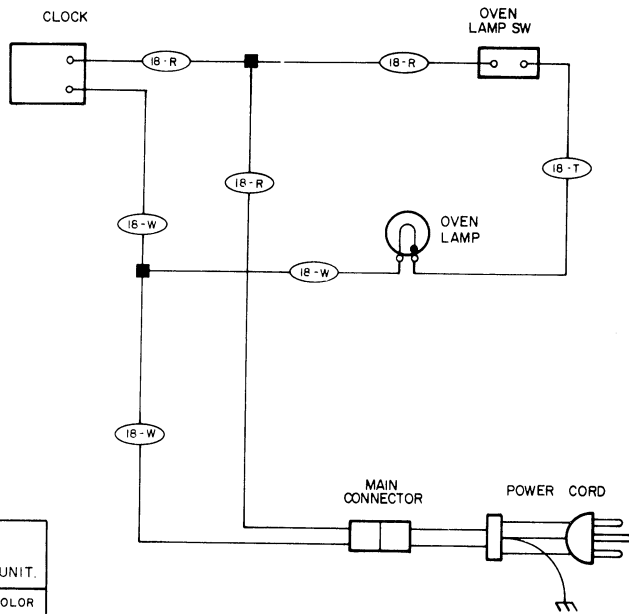 CLOCK
OVEN
LAMP SW
18-R
18-R
18-R
18-T
18-W
OVEN
LAMP
18-W
18-W
MAIN
CONNECTOR
POWER CORD
UNIT.
OLOR